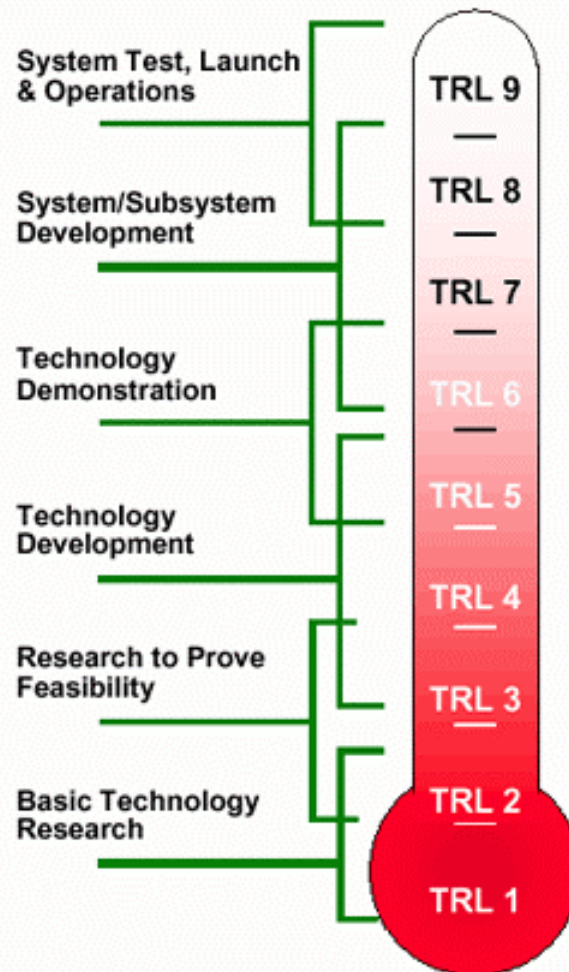 System Test, Launch
& Operations
System/Subsystem
Development
Technology
Demonstration
Technology
Development
Research to Prove
Feasibility
Basic Technology
Research
TRL 9
TRL 8
TRL 7
TRL 6
TRL 5
TRL 4
TRL 3
TRL 2
TRL 1